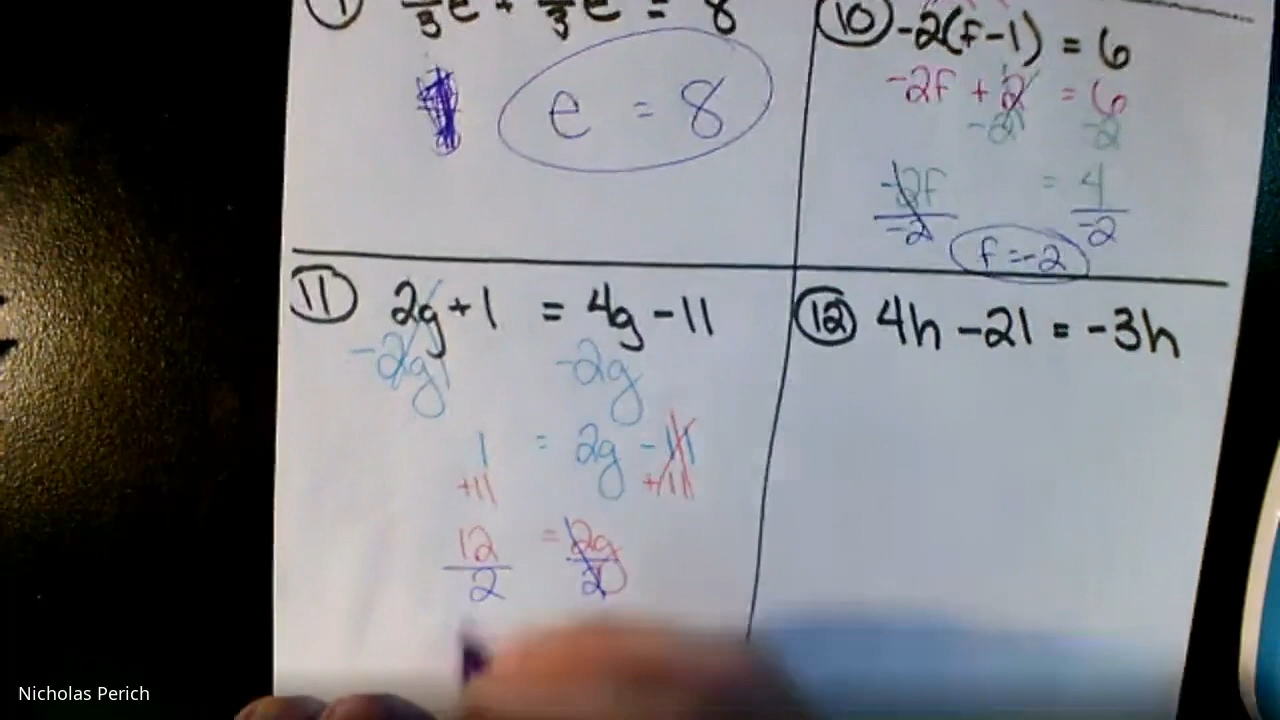 e = 8
10 -2(f-1) = 6
-2f + 2 = 6
-2 -2
-2f = 4
-2 -2
f = -2
11 2g + 1 = 4g - 11
-2g -2g
1 = 2g - 11
+11 +11
12 = 2g
2 2
12 4h - 21 = -3h
Nicholas Perich